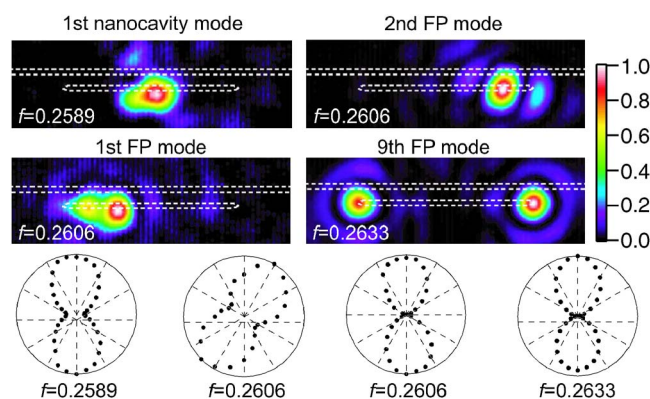 1st nanocavity mode
2nd FP mode
f=0.2589
f=0.2606
1.0
0.8
0.6
0.4
0.2
0.0
1st FP mode
9th FP mode
f=0.2606
f=0.2633
f=0.2589
f=0.2606
f=0.2606
f=0.2633